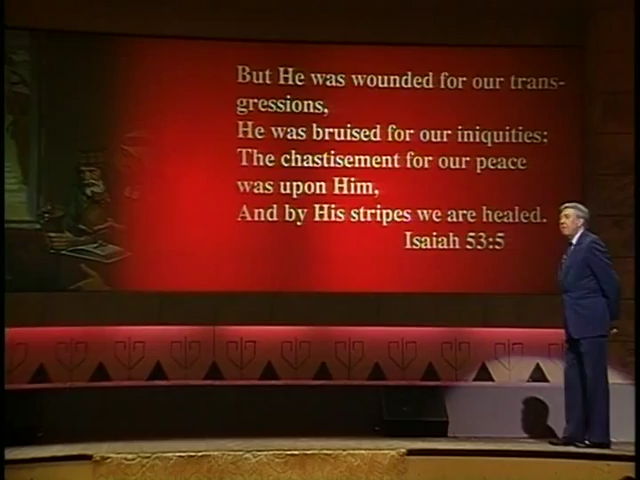 But He was wounded for our trans-
gressions,
He was bruised for our iniquities:
The chastisement for our peace
was upon Him,
And by His stripes we are healed.
Isaiah 53:5